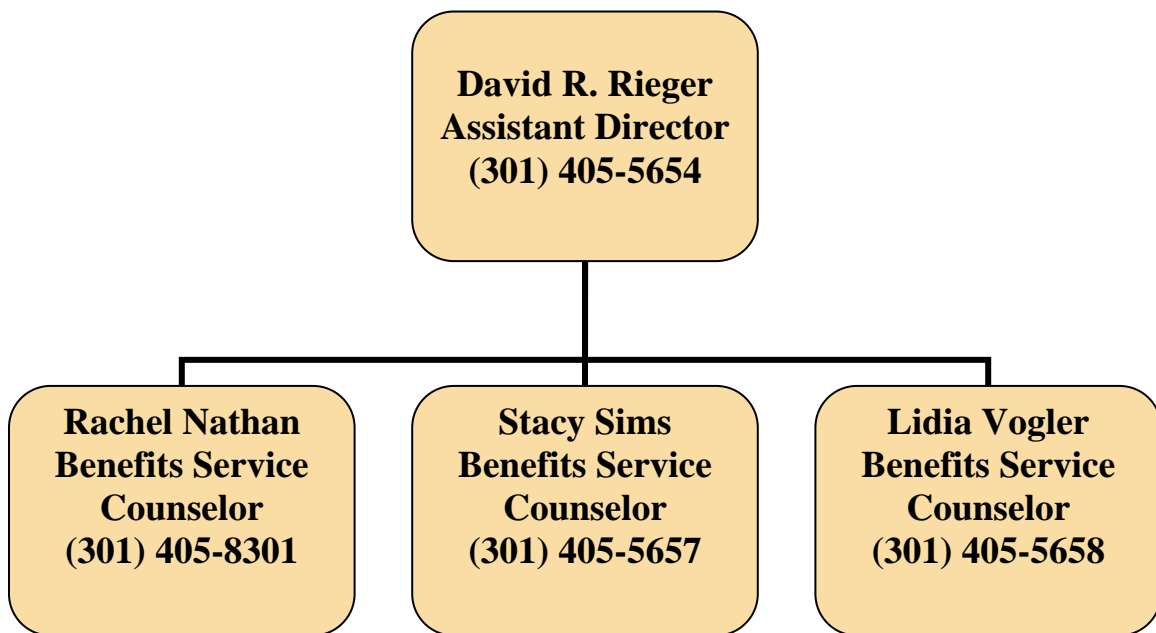 David R. Rieger
Assistant Director
(301) 405-5654
Rachel Nathan
Benefits Service
Counselor
(301) 405-8301
Stacy Sims
Benefits Service
Counselor
(301) 405-5657
Lidia Vogler
Benefits Service
Counselor
(301) 405-5658